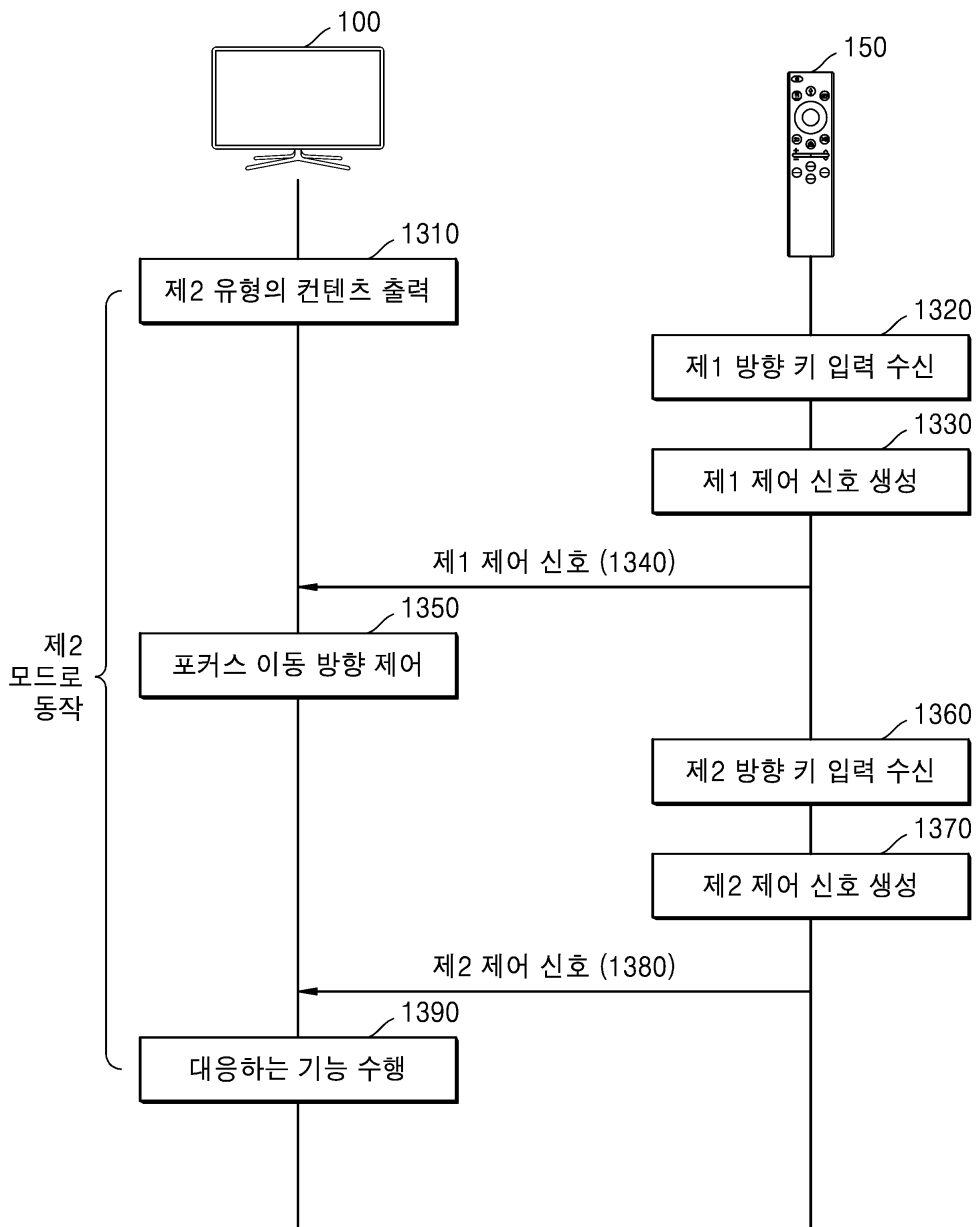 100
150
1310
제2 유형의 컨텐츠 출력
1320
제1 방향 키 입력 수신
1330
제1 제어 신호 생성
제1 제어 신호 (1340)
1350
포커스 이동 방향 제어
제2
모드로
동작
1360
제2 방향 키 입력 수신
1370
제2 제어 신호 생성
제2 제어 신호 (1380)
1390
대응하는 기능 수행